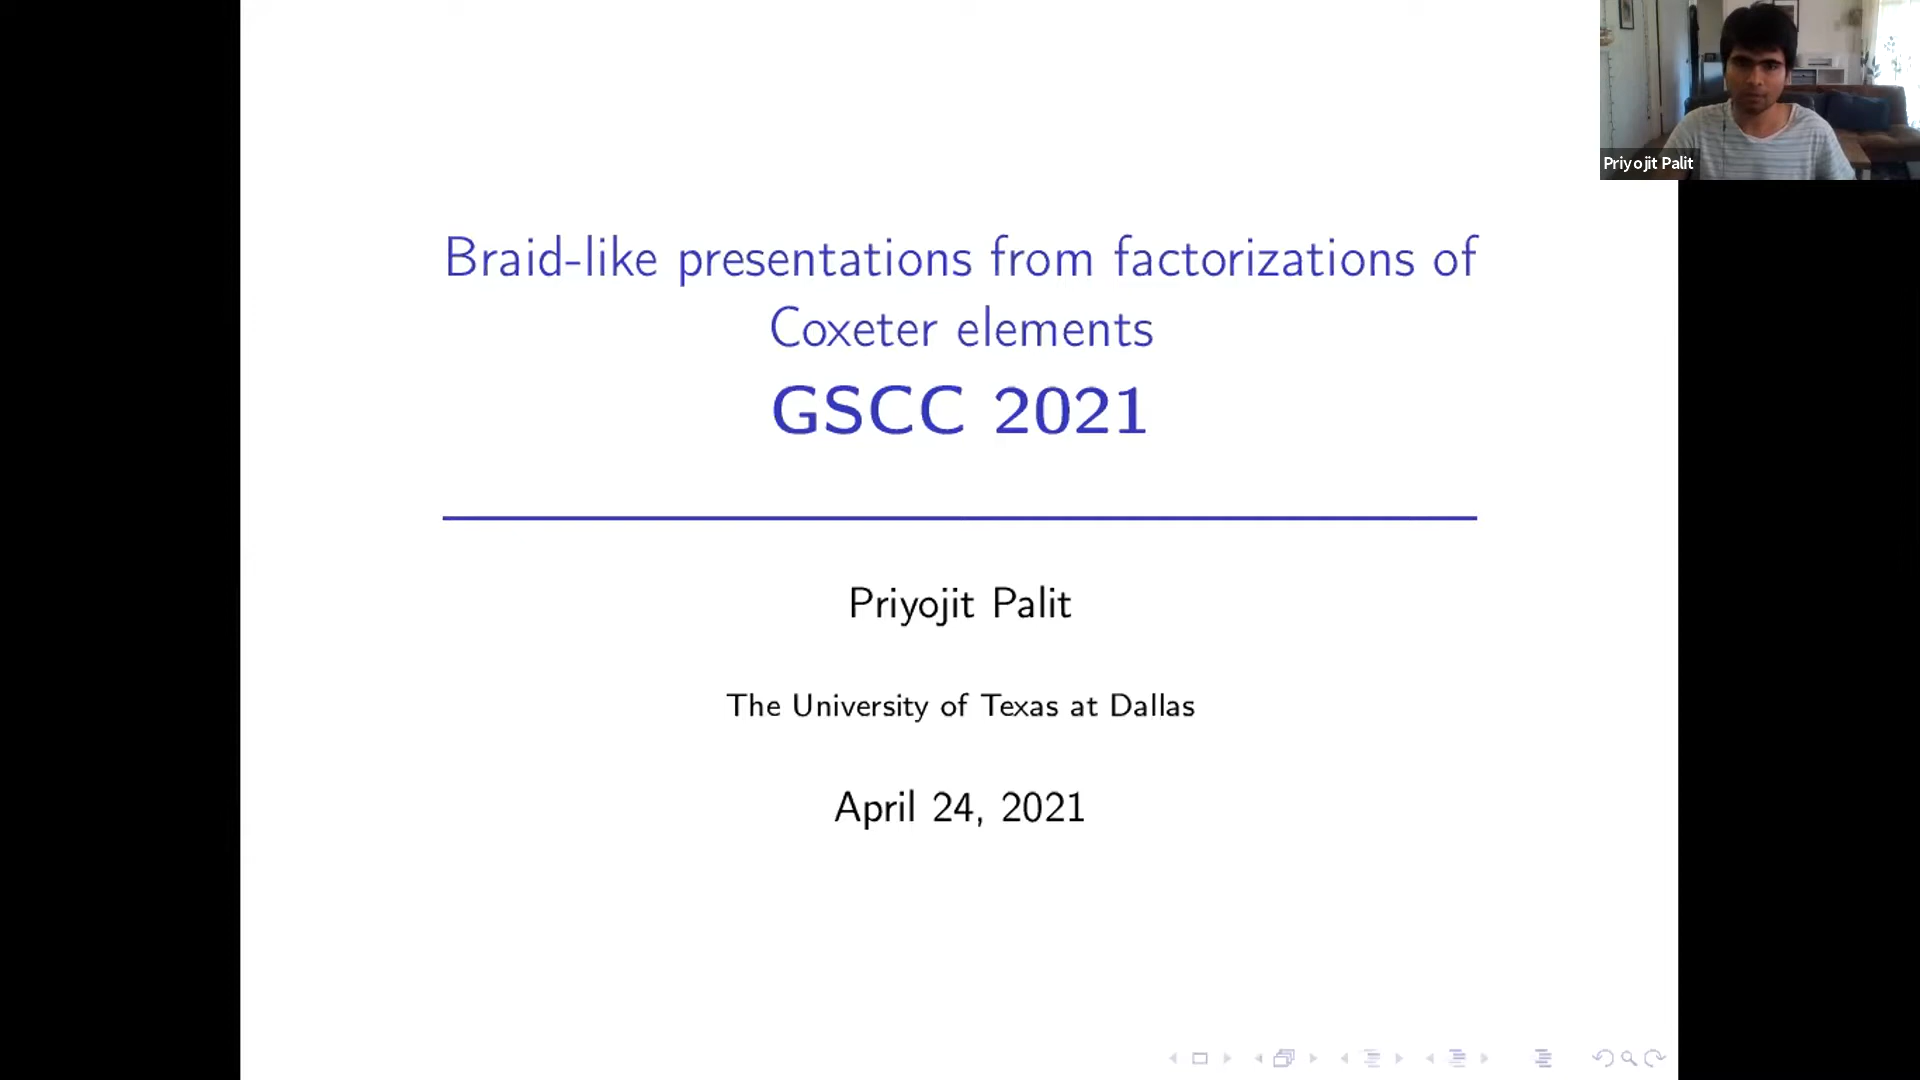 Priyojit Palit
Braid-like presentations from factorizations of
Coxeter elements
GSCC 2021
Priyojit Palit
The University of Texas at Dallas
April 24, 2021